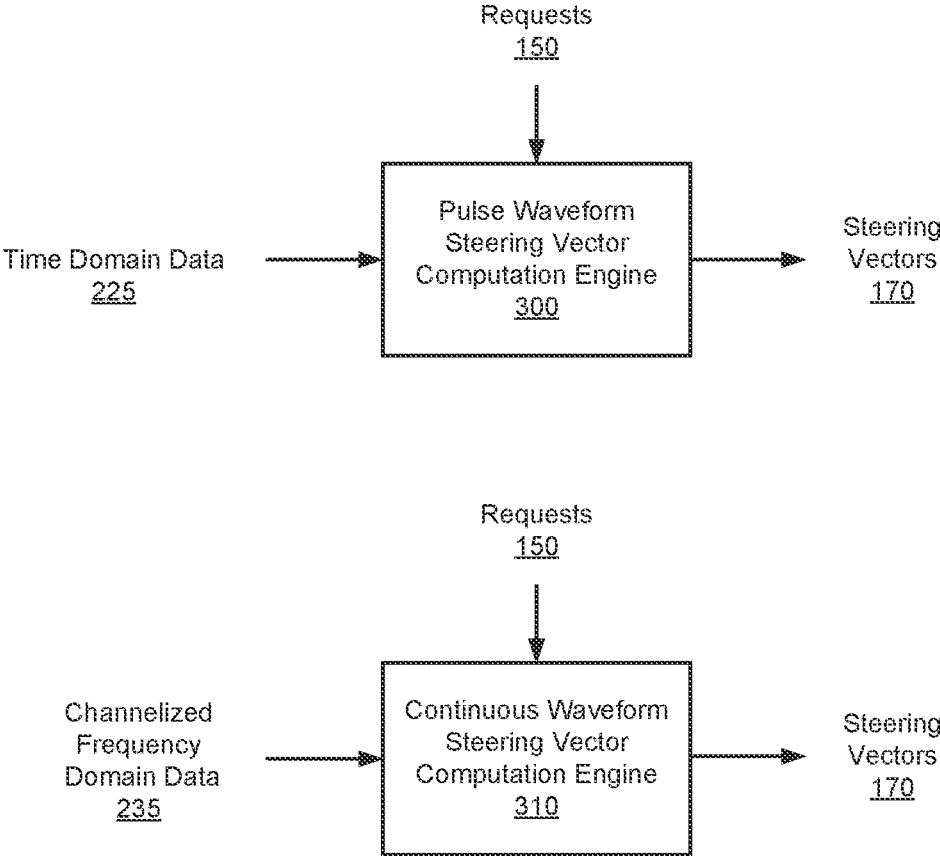 Requests
150
Pulse Waveform
Steering Vector
Computation Engine
300
Time Domain Data
225
Steering
Vectors
170
Requests
150
Continuous Waveform
Steering Vector
Computation Engine
310
Channelized
Frequency
Domain Data
235
Steering
Vectors
170